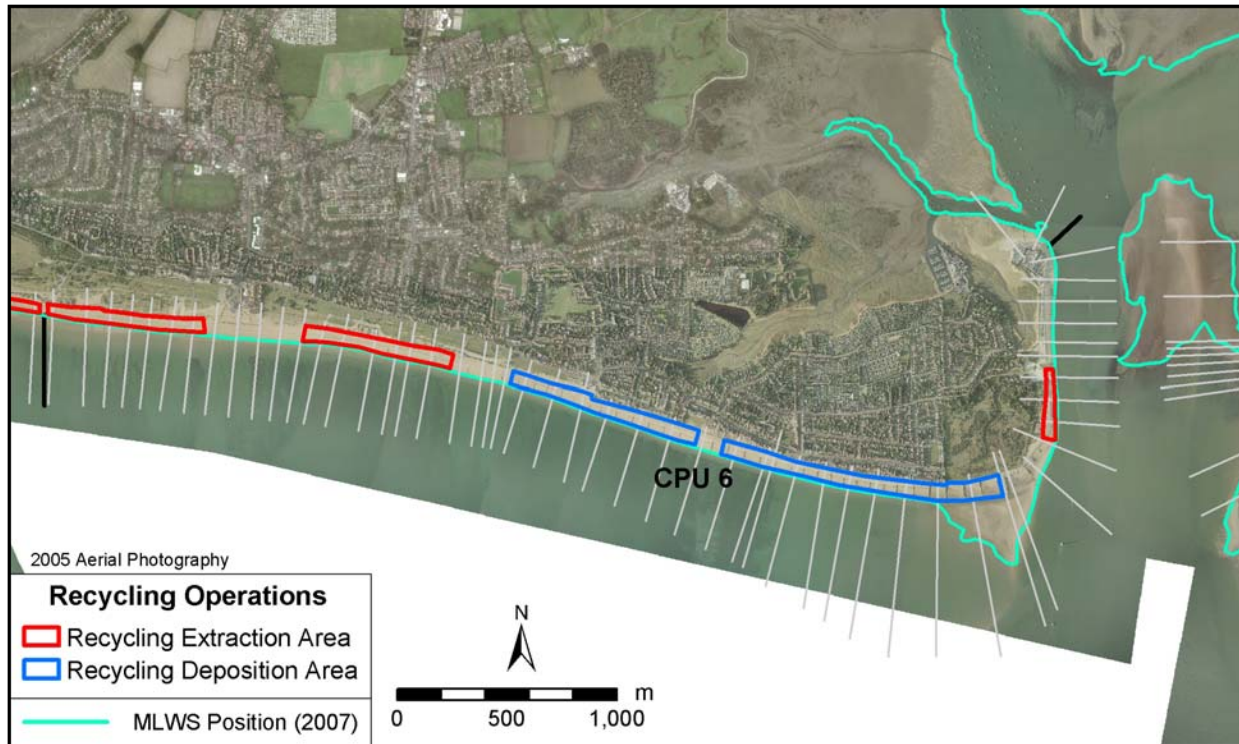 CPU 6
2005 Aerial Photography
Recycling Operations
Recycling Extraction Area
Recycling Deposition Area
MLWS Position (2007)
N
m
0 500 1,000